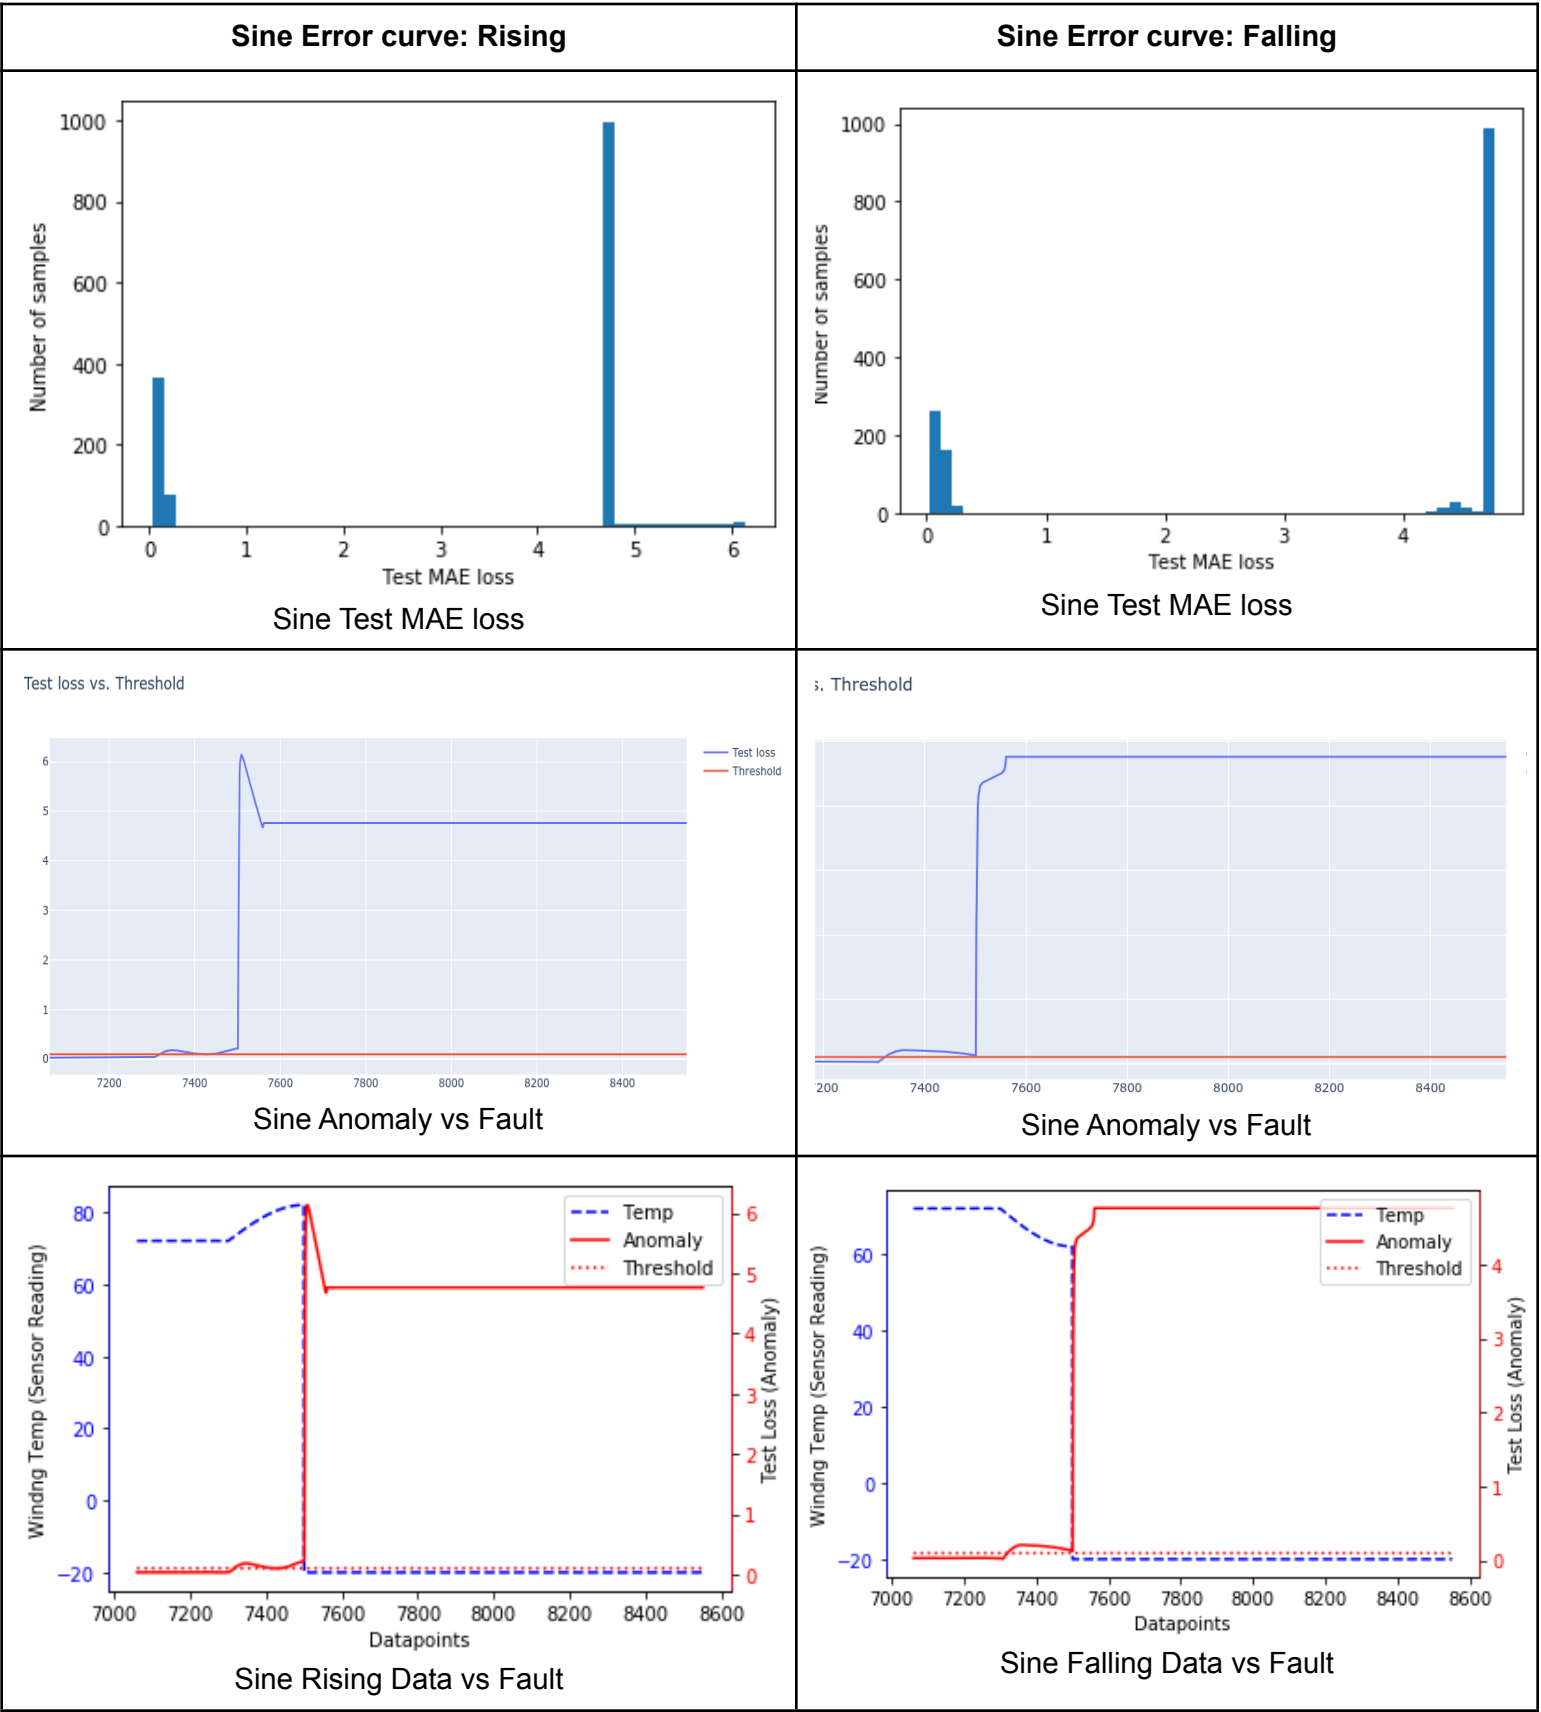 Sine Error curve: Rising
Sine Error curve: Falling
1000
800
600
400
200
0
Number of samples
0 1 2 3 4 5 6
Test MAE loss
Sine Test MAE loss
1000
800
600
400
200
0
Number of samples
0 1 2 3 4
Test MAE loss
Sine Test MAE loss
Test loss vs. Threshold
Test loss
Threshold
6
5
4
3
2
1
0
7200 7400 7600 7800 8000 8200 8400
Sine Anomaly vs Fault
s. Threshold
200 7400 7600 7800 8000 8200 8400
Sine Anomaly vs Fault
Temp
Anomaly
Threshold
80
60
40
20
0
−20
Windng Temp (Sensor Reading)
6
5
4
3
2
1
0
Test Loss (Anomaly)
7000 7200 7400 7600 7800 8000 8200 8400 8600
Datapoints
Sine Rising Data vs Fault
Temp
Anomaly
Threshold
60
40
20
0
−20
Windng Temp (Sensor Reading)
4
3
2
1
0
Test Loss (Anomaly)
7000 7200 7400 7600 7800 8000 8200 8400 8600
Datapoints
Sine Falling Data vs Fault